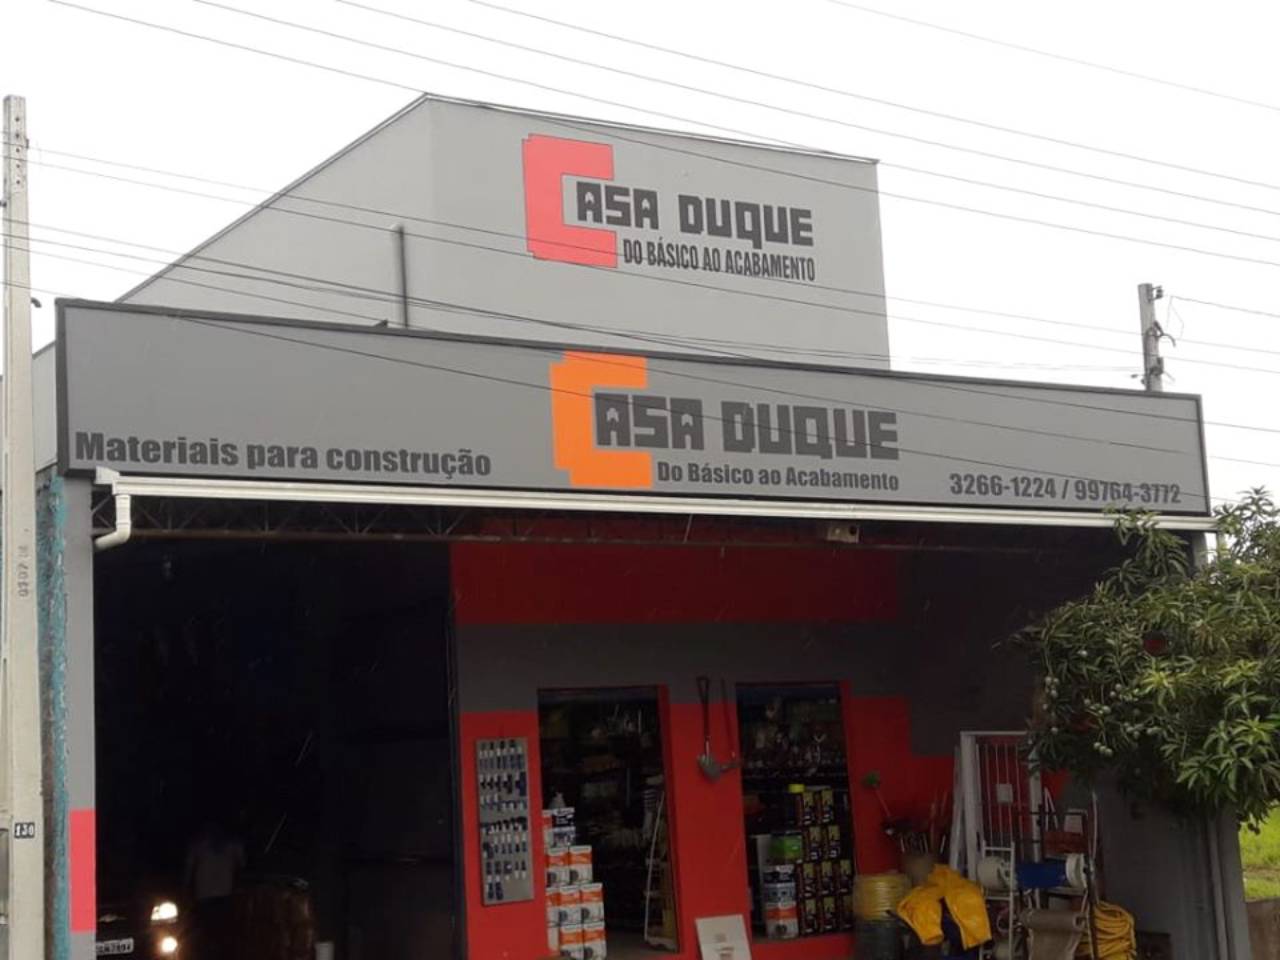 CASA DUQUE
DO BÁSICO AO ACABAMENTO
CASA DUQUE
Materiais para construção
Do Básico ao Acabamento
3266-1224 / 99764-3772
130